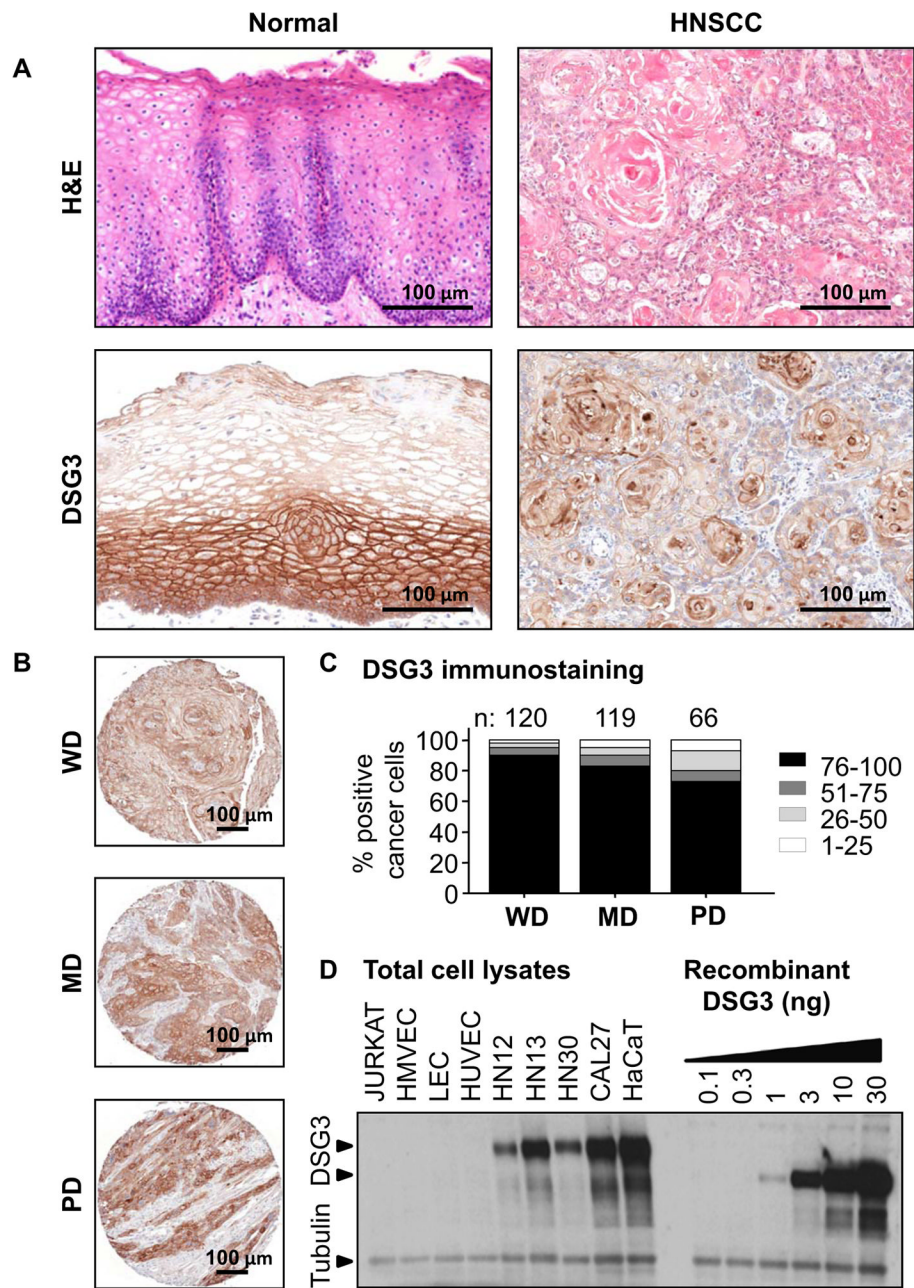 Normal
HNSCC
A
H&E
100 µm
100 µm
DSG3
100 µm
100 µm
B
WD
100 µm
MD
100 µm
PD
100 µm
C DSG3 immunostaining
n: 120 119 66
% positive
cancer cells
100
80
60
40
20
0
WD MD PD
76-100
51-75
26-50
1-25
D Total cell lysates
Recombinant
DSG3 (ng)
JURKAT
HMVEC
LEC
HUVEC
HN12
HN13
HN30
CAL27
HaCaT
0.1
0.3
1
3
10
30
DSG3
Tubulin